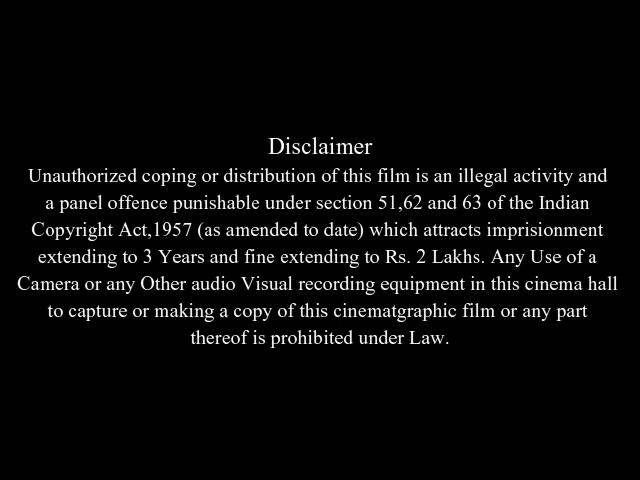 Disclaimer
Unauthorized coping or distribution of this film is an illegal activity and
a panel offence punishable under section 51,62 and 63 of the Indian
Copyright Act,1957 (as amended to date) which attracts imprisionment
extending to 3 Years and fine extending to Rs. 2 Lakhs. Any Use of a
Camera or any Other audio Visual recording equipment in this cinema hall
to capture or making a copy of this cinematgraphic film or any part
thereof is prohibited under Law.